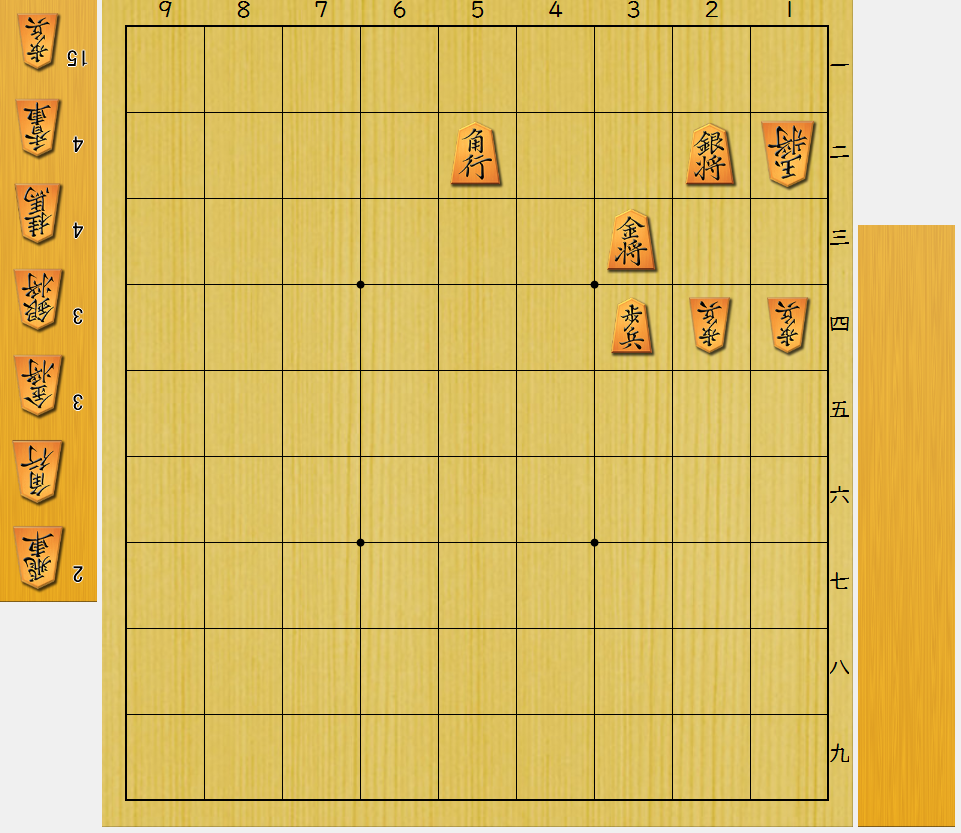 9 8 7 6 5 4 3 2 1
歩兵 15
香車 4
桂馬 4
銀将 3
金将 3
角行
飛車 2
一
角行 銀将 玉将
二
金将
三
歩兵 歩兵 歩兵
四
五
六
七
八
九